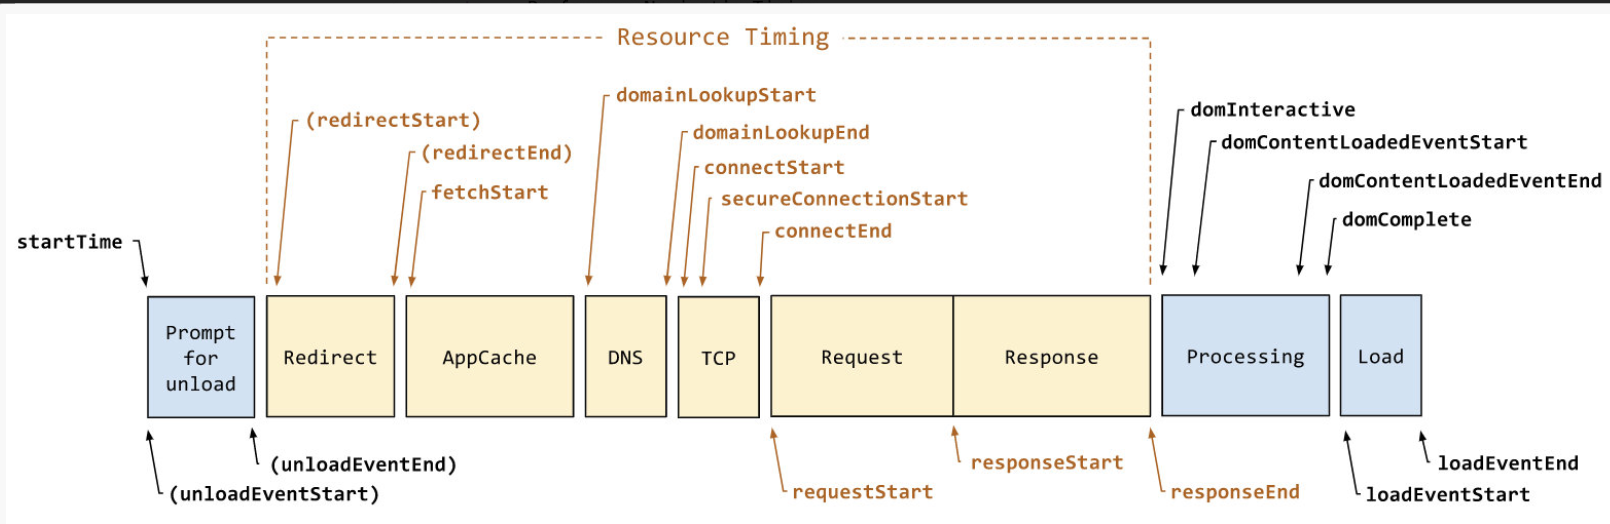 Resource Timing
domainLookupStart
(redirectStart)
domainLookupEnd
(redirectEnd)
connectStart
fetchStart
secureConnectionStart
connectEnd
domInteractive
domContentLoadedEventStart
domContentLoadedEventEnd
domComplete
startTime
Prompt
for
unload
Redirect
AppCache
DNS
TCP
Request
Response
Processing
Load
(unloadEventEnd)
(unloadEventStart)
requestStart
responseStart
responseEnd
loadEventEnd
loadEventStart